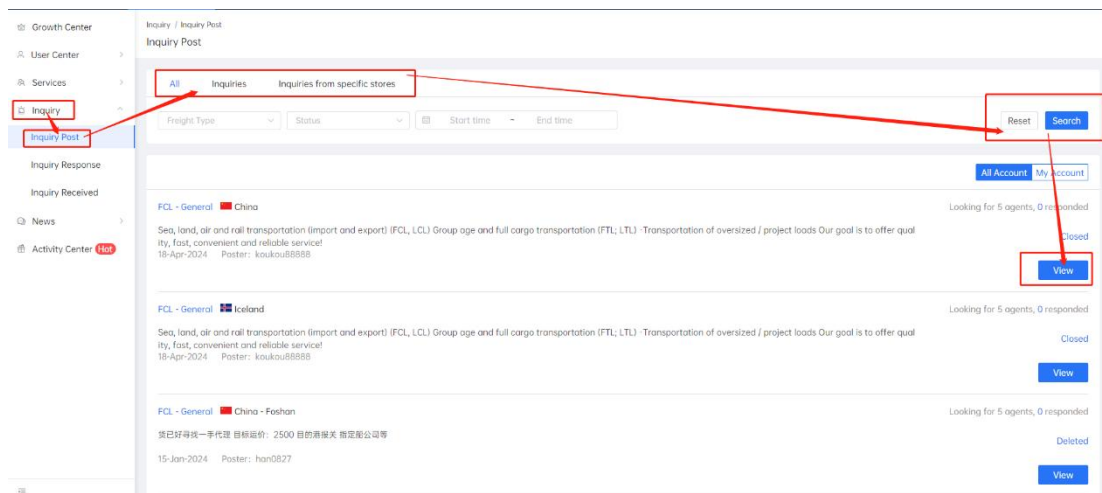 Growth Center
User Center
Services
Inquiry
Inquiry Post
Inquiry Response
Inquiry Received
News
Activity Center Hot
Inquiry / Inquiry Post
Inquiry Post
All Inquiries Inquiries from specific stores
Freight Type Status Start time - End time Reset Search
All Account My Account
FCL - General China Looking for 5 agents, 0 responded
Sea, land, air and rail transportation (import and export) (FCL, LCL) Group age and full cargo transportation (FTL; LTL) ·Transportation of oversized / project loads Our goal is to offer qual
ity, fast, convenient and reliable service!
Closed
18-Apr-2024 Poster: koukou88888
View
FCL - General Iceland Looking for 5 agents, 0 responded
Sea, land, air and rail transportation (import and export) (FCL, LCL) Group age and full cargo transportation (FTL; LTL) ·Transportation of oversized / project loads Our goal is to offer qual
ity, fast, convenient and reliable service!
Closed
18-Apr-2024 Poster: koukou88888
View
FCL - General China - Foshan Looking for 5 agents, 0 responded
货已好寻找一手代理 目标运价：2500 目的港报关 指定船公司等
Deleted
15-Jan-2024 Poster: han0827
View